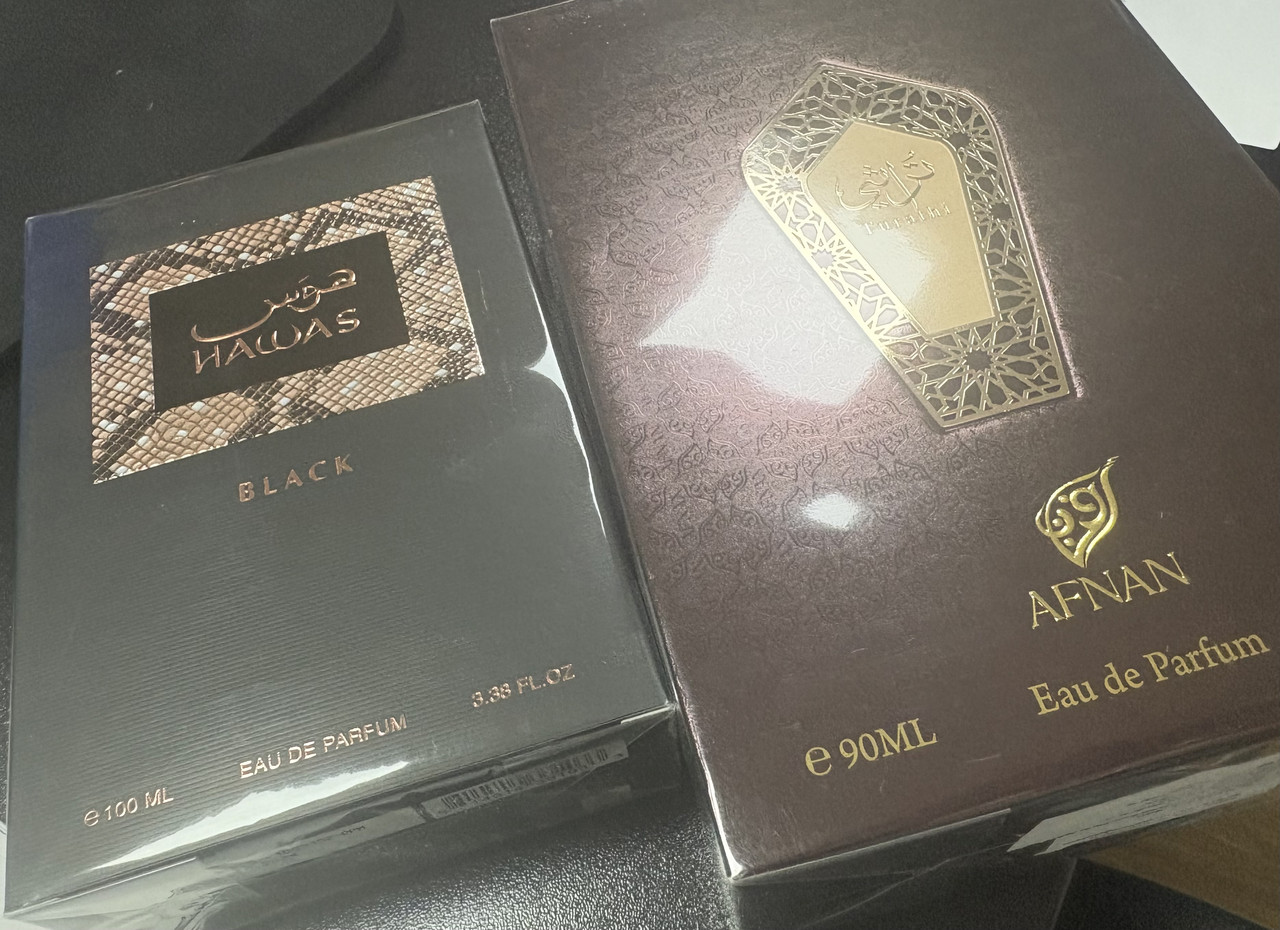 هوس
HAWAS
BLACK
3.38 FL.OZ
EAU DE PARFUM
℮ 100 ML
تراثي
Turathi
افنان
AFNAN
Eau de Parfum
℮ 90ML